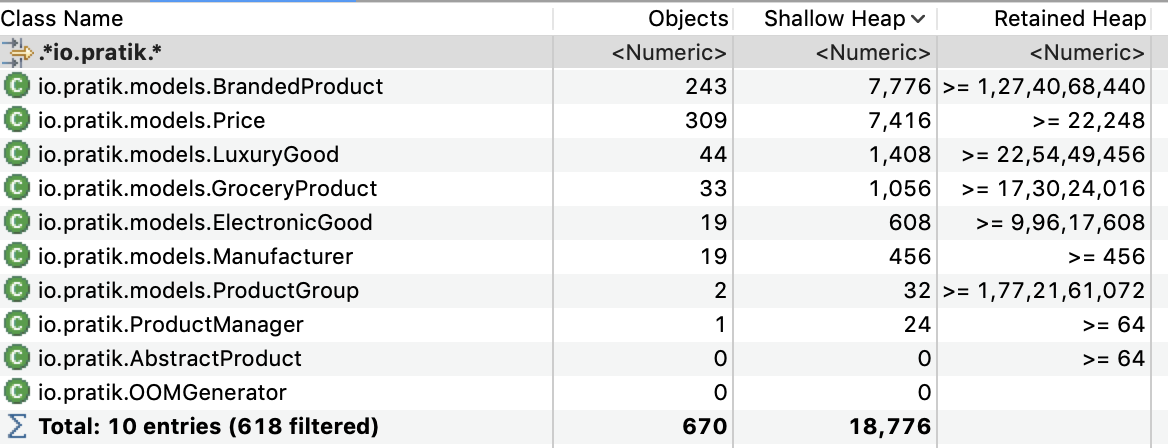 Class Name Objects Shallow Heap Retained Heap
.*io.pratik.* <Numeric> <Numeric> <Numeric>
C io.pratik.models.BrandedProduct 243 7,776 >= 1,27,40,68,440
C io.pratik.models.Price 309 7,416 >= 22,248
C io.pratik.models.LuxuryGood 44 1,408 >= 22,54,49,456
C io.pratik.models.GroceryProduct 33 1,056 >= 17,30,24,016
C io.pratik.models.ElectronicGood 19 608 >= 9,96,17,608
C io.pratik.models.Manufacturer 19 456 >= 456
C io.pratik.models.ProductGroup 2 32 >= 1,77,21,61,072
C io.pratik.ProductManager 1 24 >= 64
C io.pratik.AbstractProduct 0 0 >= 64
C io.pratik.OOMGenerator 0 0
Σ Total: 10 entries (618 filtered) 670 18,776